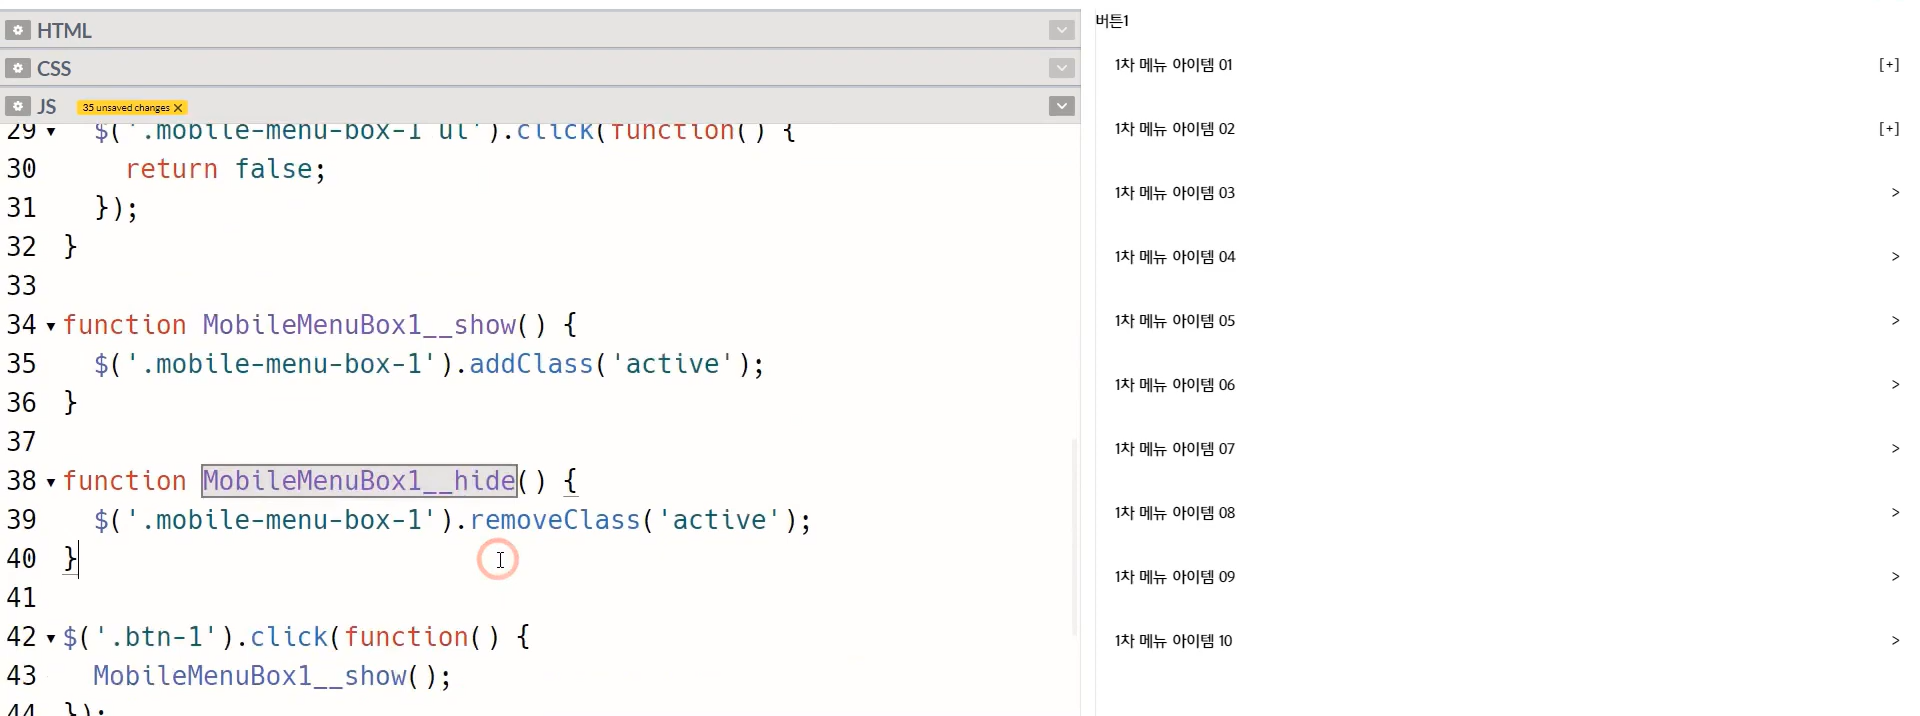 HTML
CSS
JS 35 unsaved changes X
29 $('.mobile-menu-box-1 ul').click(function() {
30 return false;
31 });
32 }
33
34 function MobileMenuBox1__show() {
35 $('.mobile-menu-box-1').addClass('active');
36 }
37
38 function MobileMenuBox1__hide() {
39 $('.mobile-menu-box-1').removeClass('active');
40 }
41
42 $('.btn-1').click(function() {
43 MobileMenuBox1__show();
44 });
버튼1
1차 메뉴 아이템 01 [+]
1차 메뉴 아이템 02 [+]
1차 메뉴 아이템 03 >
1차 메뉴 아이템 04 >
1차 메뉴 아이템 05 >
1차 메뉴 아이템 06 >
1차 메뉴 아이템 07 >
1차 메뉴 아이템 08 >
1차 메뉴 아이템 09 >
1차 메뉴 아이템 10 >